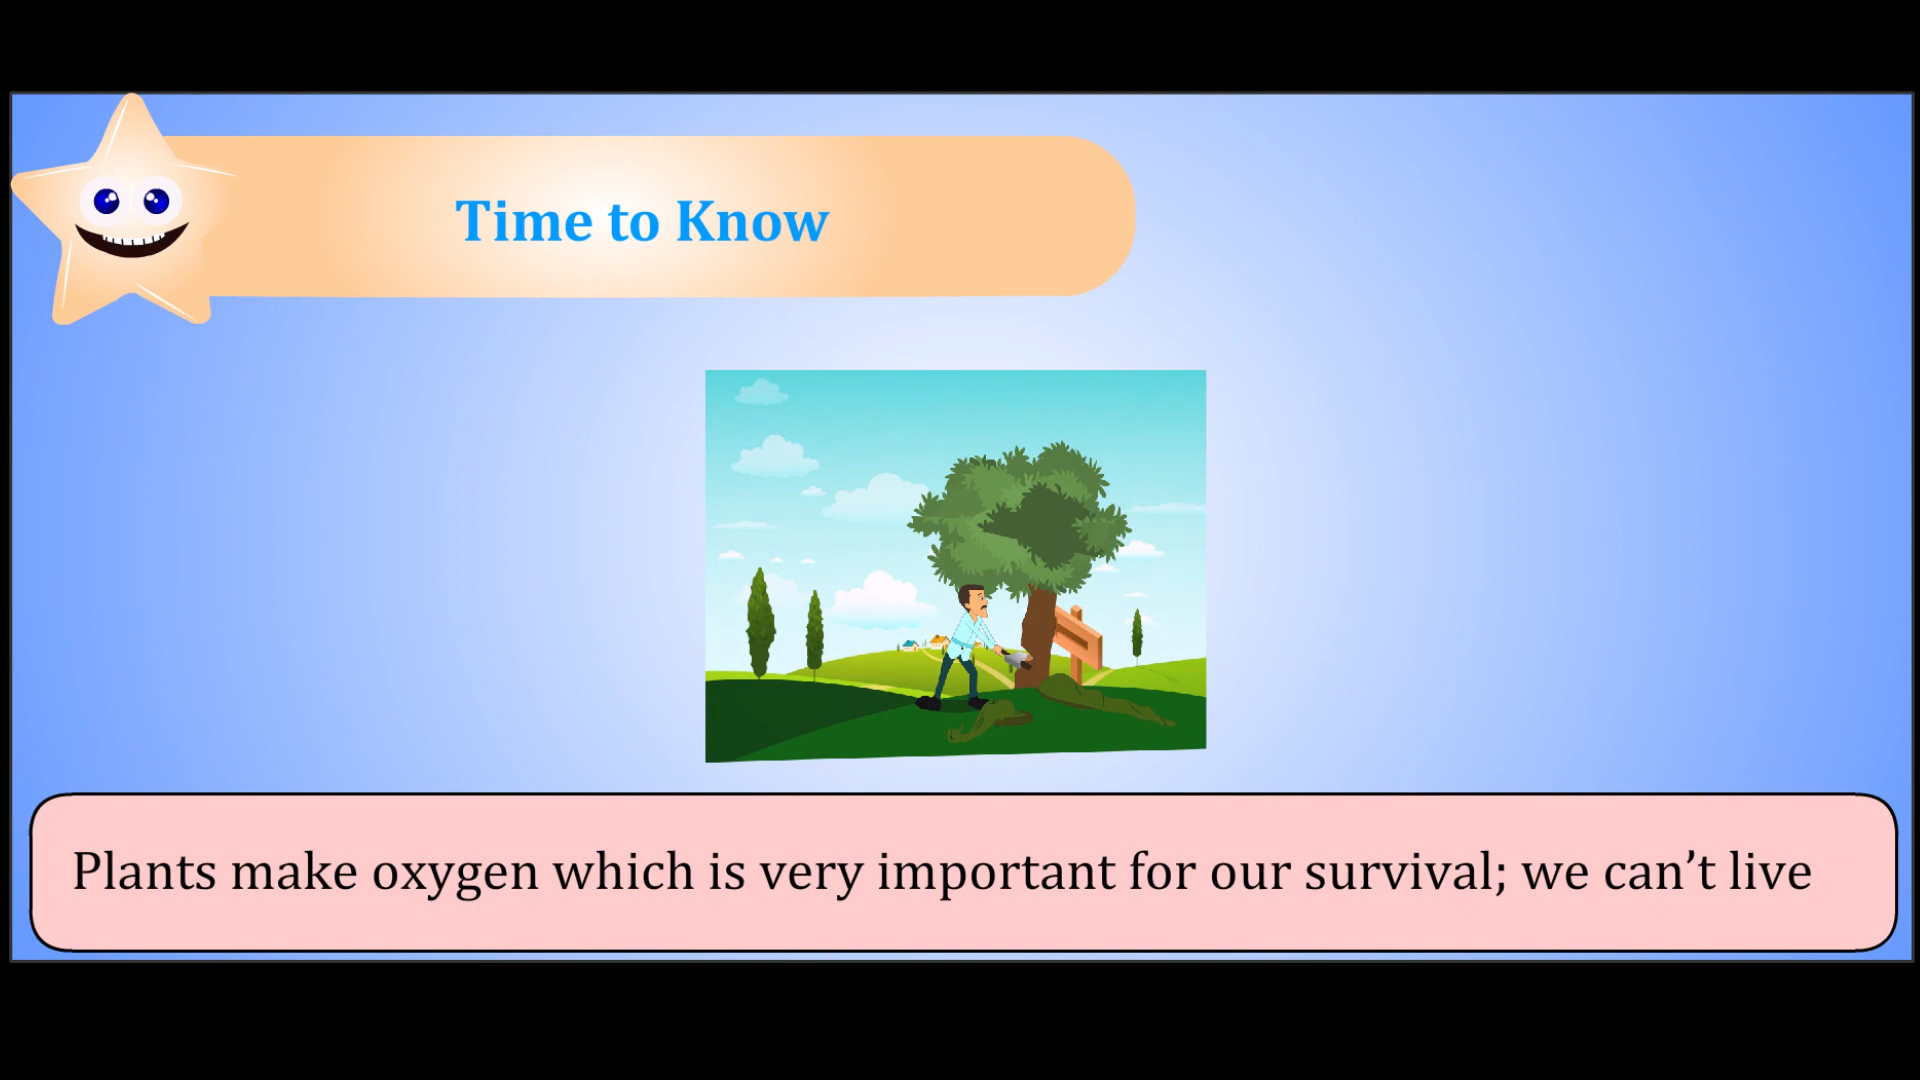 Time to Know
Plants make oxygen which is very important for our survival; we can’t live